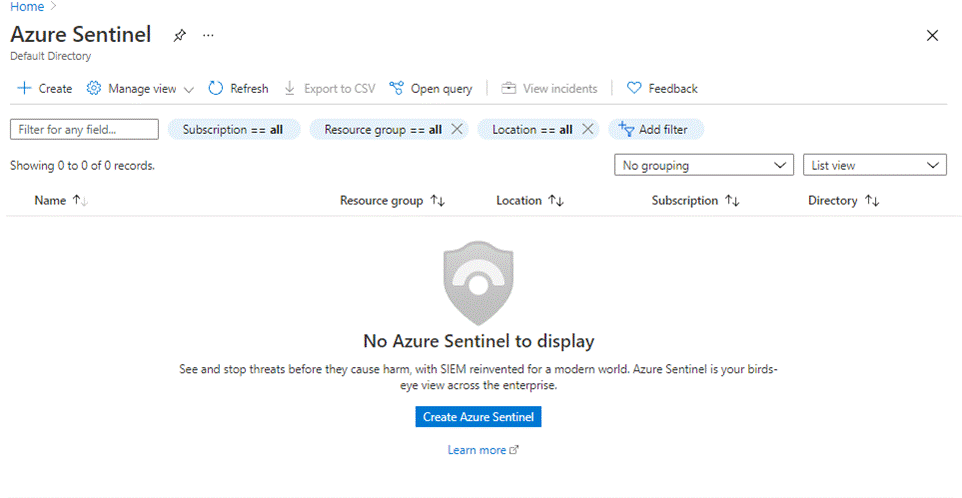 Home
Azure Sentinel
...
Default Directory
Create Manage view Refresh Export to CSV Open query View incidents Feedback
Filter for any field... Subscription == all Resource group == all Location == all Add filter
Showing 0 to 0 of 0 records. No grouping List view
Name Resource group Location Subscription Directory
No Azure Sentinel to display
See and stop threats before they cause harm, with SIEM reinvented for a modern world. Azure Sentinel is your birds-
eye view across the enterprise.
Create Azure Sentinel
Learn more